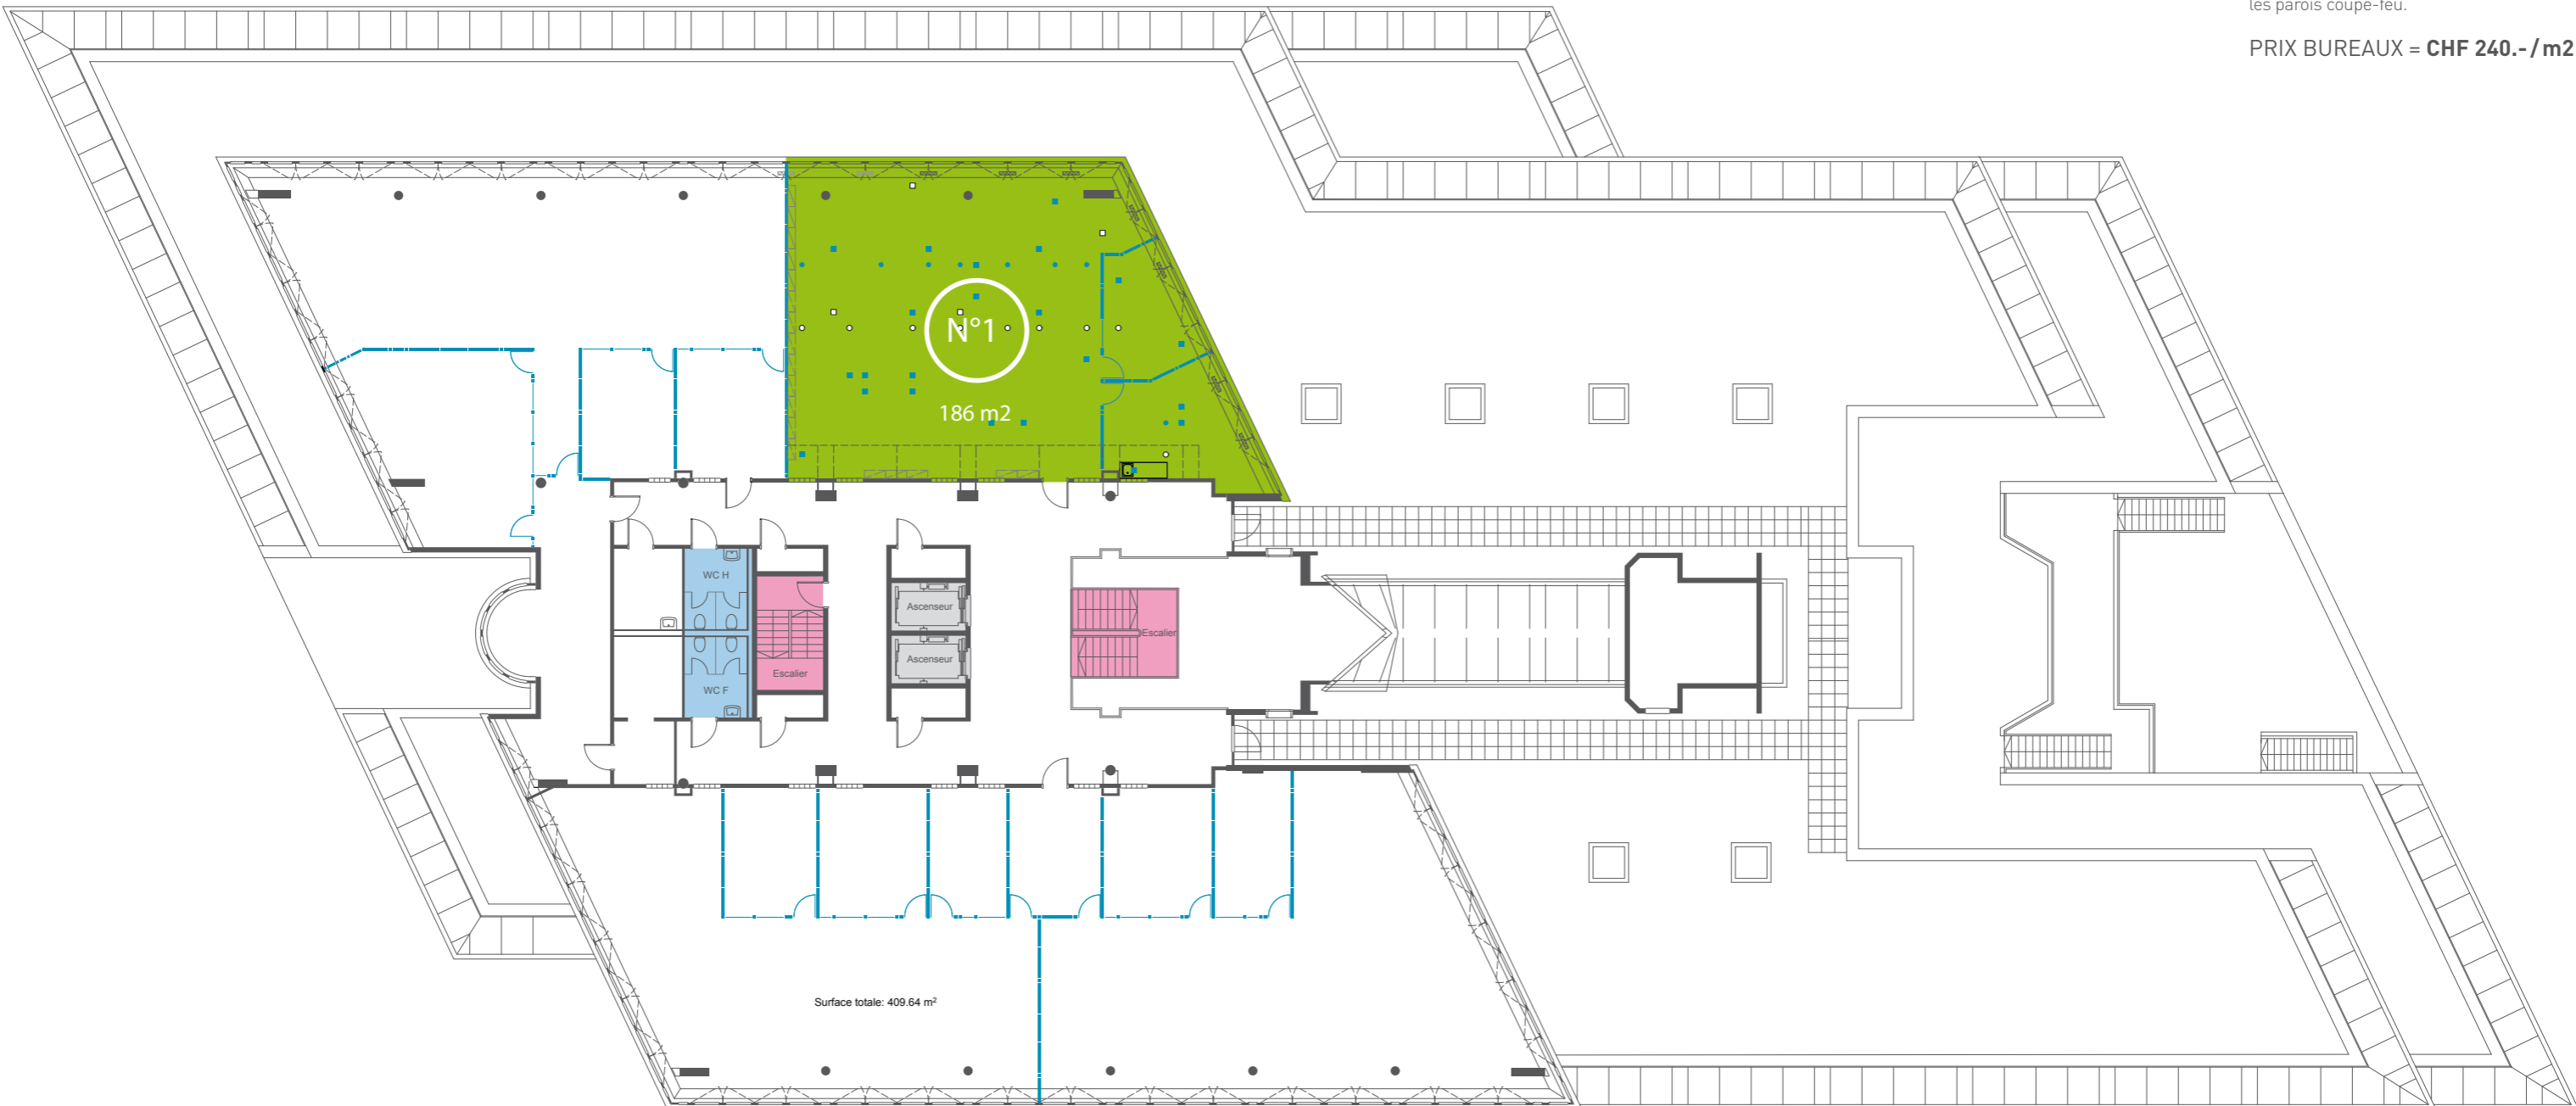 les parois coupe-feu.
PRIX BUREAUX = CHF 240.-/m2
N°1
186 m2
WC H
Ascenseur
Escalier
Ascenseur
Escalier
WC F
Surface totale: 409.64 m²